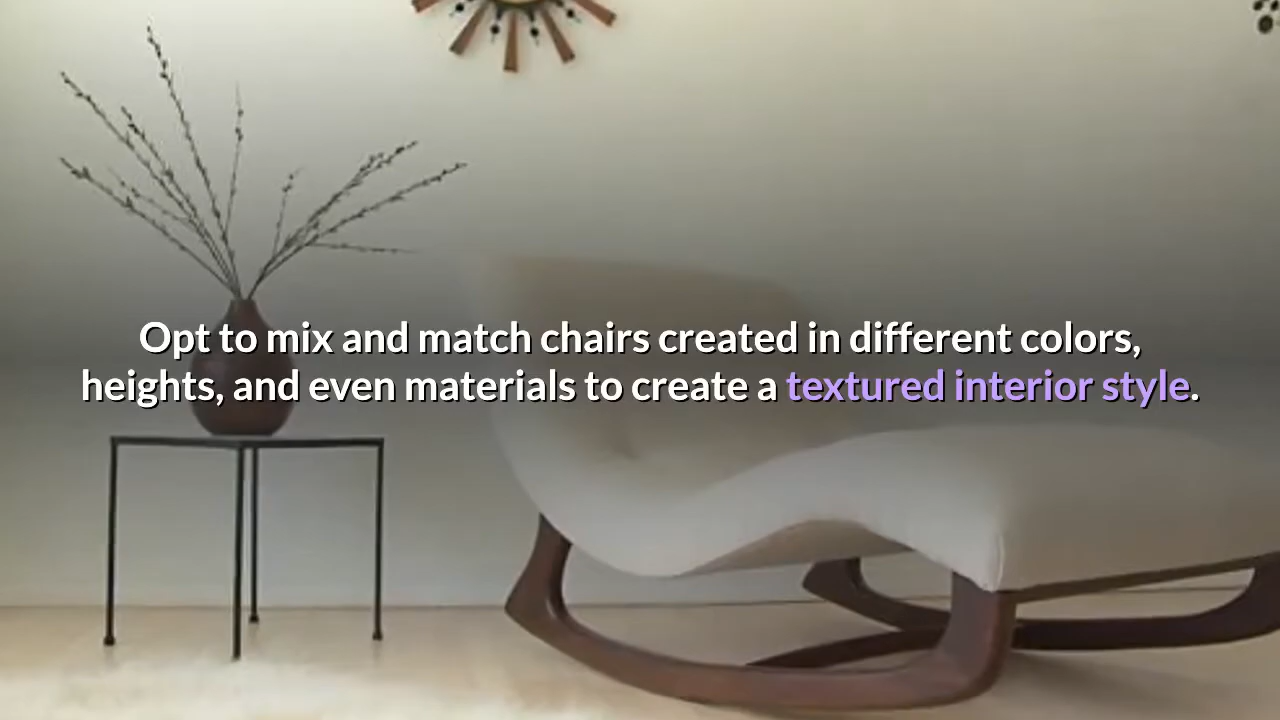 Opt to mix and match chairs created in different colors,
heights, and even materials to create a textured interior style.